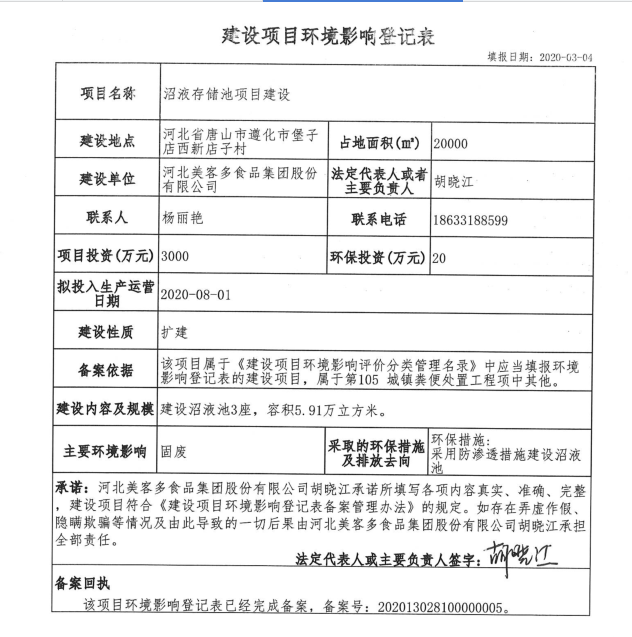 建设项目环境影响登记表
填报日期：2020-03-04
项目名称 沼液存储池项目建设
建设地点 河北省唐山市遵化市堡子店西新店子村 占地面积(㎡) 20000
建设单位 河北美客多食品集团股份有限公司 法定代表人或者主要负责人 胡晓江
联系人 杨丽艳 联系电话 18633188599
项目投资(万元) 3000 环保投资(万元) 20
拟投入生产运营日期 2020-08-01
建设性质 扩建
备案依据 该项目属于《建设项目环境影响评价分类管理名录》中应当填报环境
影响登记表的建设项目，属于第105 城镇粪便处置工程项中其他。
建设内容及规模 建设沼液池3座，容积5.91万立方米。
主要环境影响 固废 采取的环保措施及排放去向 环保措施:
采用防渗透措施建设沼液
池
承诺：河北美客多食品集团股份有限公司胡晓江承诺所填写各项内容真实、准确、完整
，建设项目符合《建设项目环境影响登记表备案管理办法》的规定。如存在弄虚作假、
隐瞒欺骗等情况及由此导致的一切后果由河北美客多食品集团股份有限公司胡晓江承担
全部责任。
法定代表人或主要负责人签字：胡晓江
备案回执
该项目环境影响登记表已经完成备案，备案号：202013028100000005。